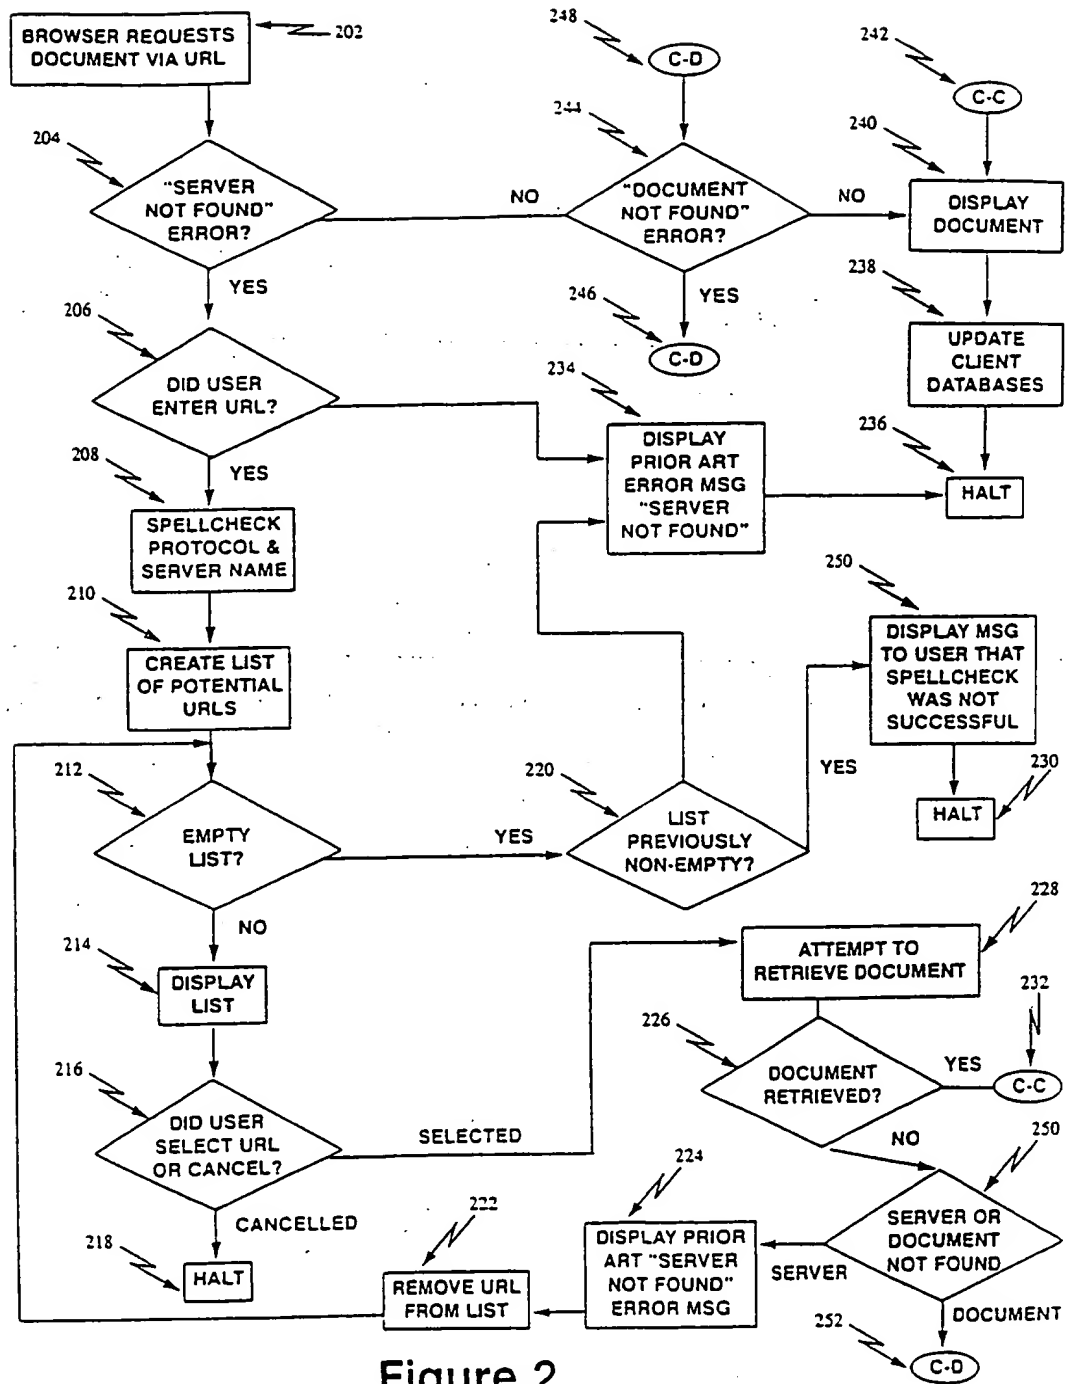 BROWSER REQUESTS
DOCUMENT VIA URL
202
248
C-D
242
C-C
204
"SERVER
NOT FOUND"
ERROR?
NO
244
"DOCUMENT
NOT FOUND"
ERROR?
NO
240
DISPLAY
DOCUMENT
YES
246
YES
C-D
238
UPDATE
CLIENT
DATABASES
206
DID USER
ENTER URL?
YES
234
DISPLAY
PRIOR ART
ERROR MSG
"SERVER
NOT FOUND"
236
HALT
208
SPELLCHECK
PROTOCOL &
SERVER NAME
210
CREATE LIST
OF POTENTIAL
URLS
250
DISPLAY MSG
TO USER THAT
SPELLCHECK
WAS NOT
SUCCESSFUL
212
EMPTY
LIST?
YES
220
LIST
PREVIOUSLY
NON-EMPTY?
YES
230
HALT
NO
214
DISPLAY
LIST
228
ATTEMPT TO
RETRIEVE DOCUMENT
216
DID USER
SELECT URL
OR CANCEL?
SELECTED
226
DOCUMENT
RETRIEVED?
YES
232
C-C
NO
CANCELLED
218
HALT
222
REMOVE URL
FROM LIST
224
DISPLAY PRIOR
ART "SERVER
NOT FOUND"
ERROR MSG
SERVER
250
SERVER OR
DOCUMENT
NOT FOUND
DOCUMENT
252
C-D
Figure 2